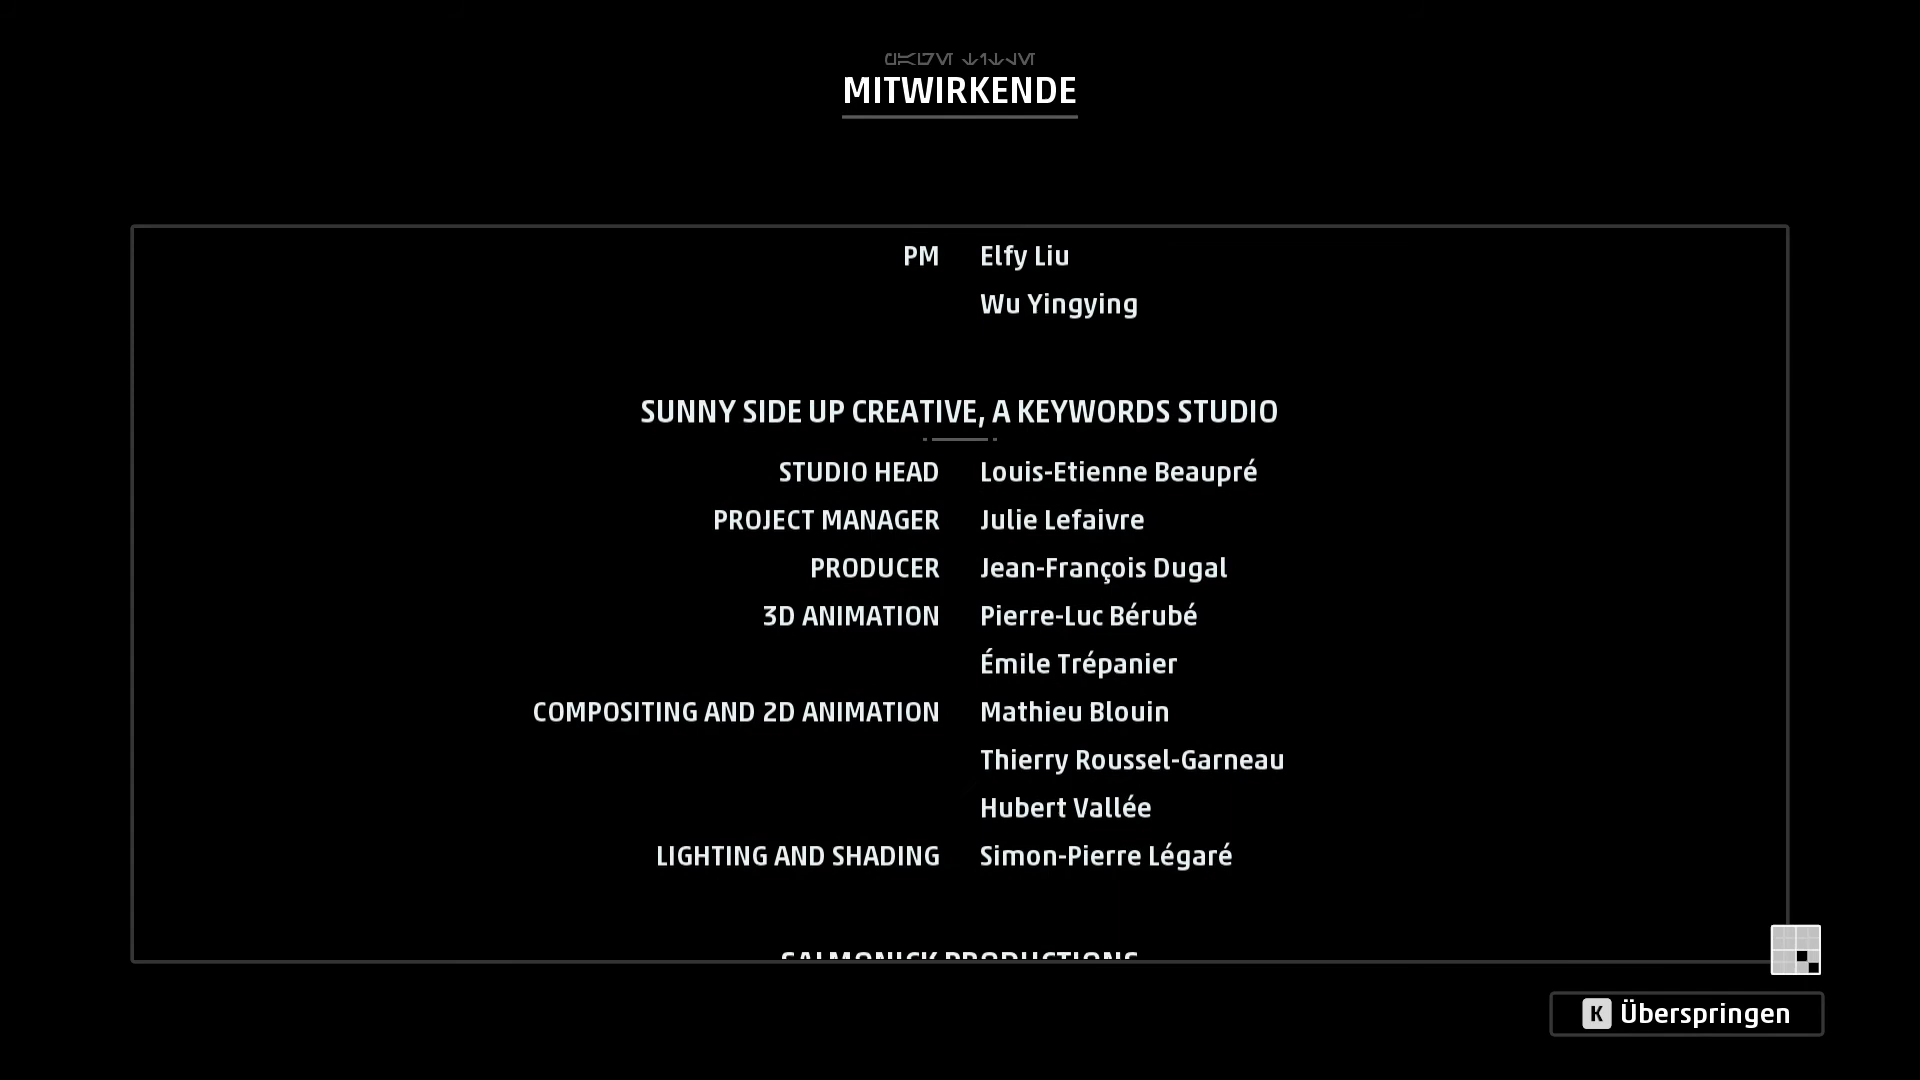 MITWIRKENDE
PM Elfy Liu
Wu Yingying
SUNNY SIDE UP CREATIVE, A KEYWORDS STUDIO
STUDIO HEAD Louis-Etienne Beaupré
PROJECT MANAGER Julie Lefaivre
PRODUCER Jean-François Dugal
3D ANIMATION Pierre-Luc Bérubé
Émile Trépanier
COMPOSITING AND 2D ANIMATION Mathieu Blouin
Thierry Roussel-Garneau
Hubert Vallée
LIGHTING AND SHADING Simon-Pierre Légaré
SALMONICK PRODUCTIONS
K Überspringen